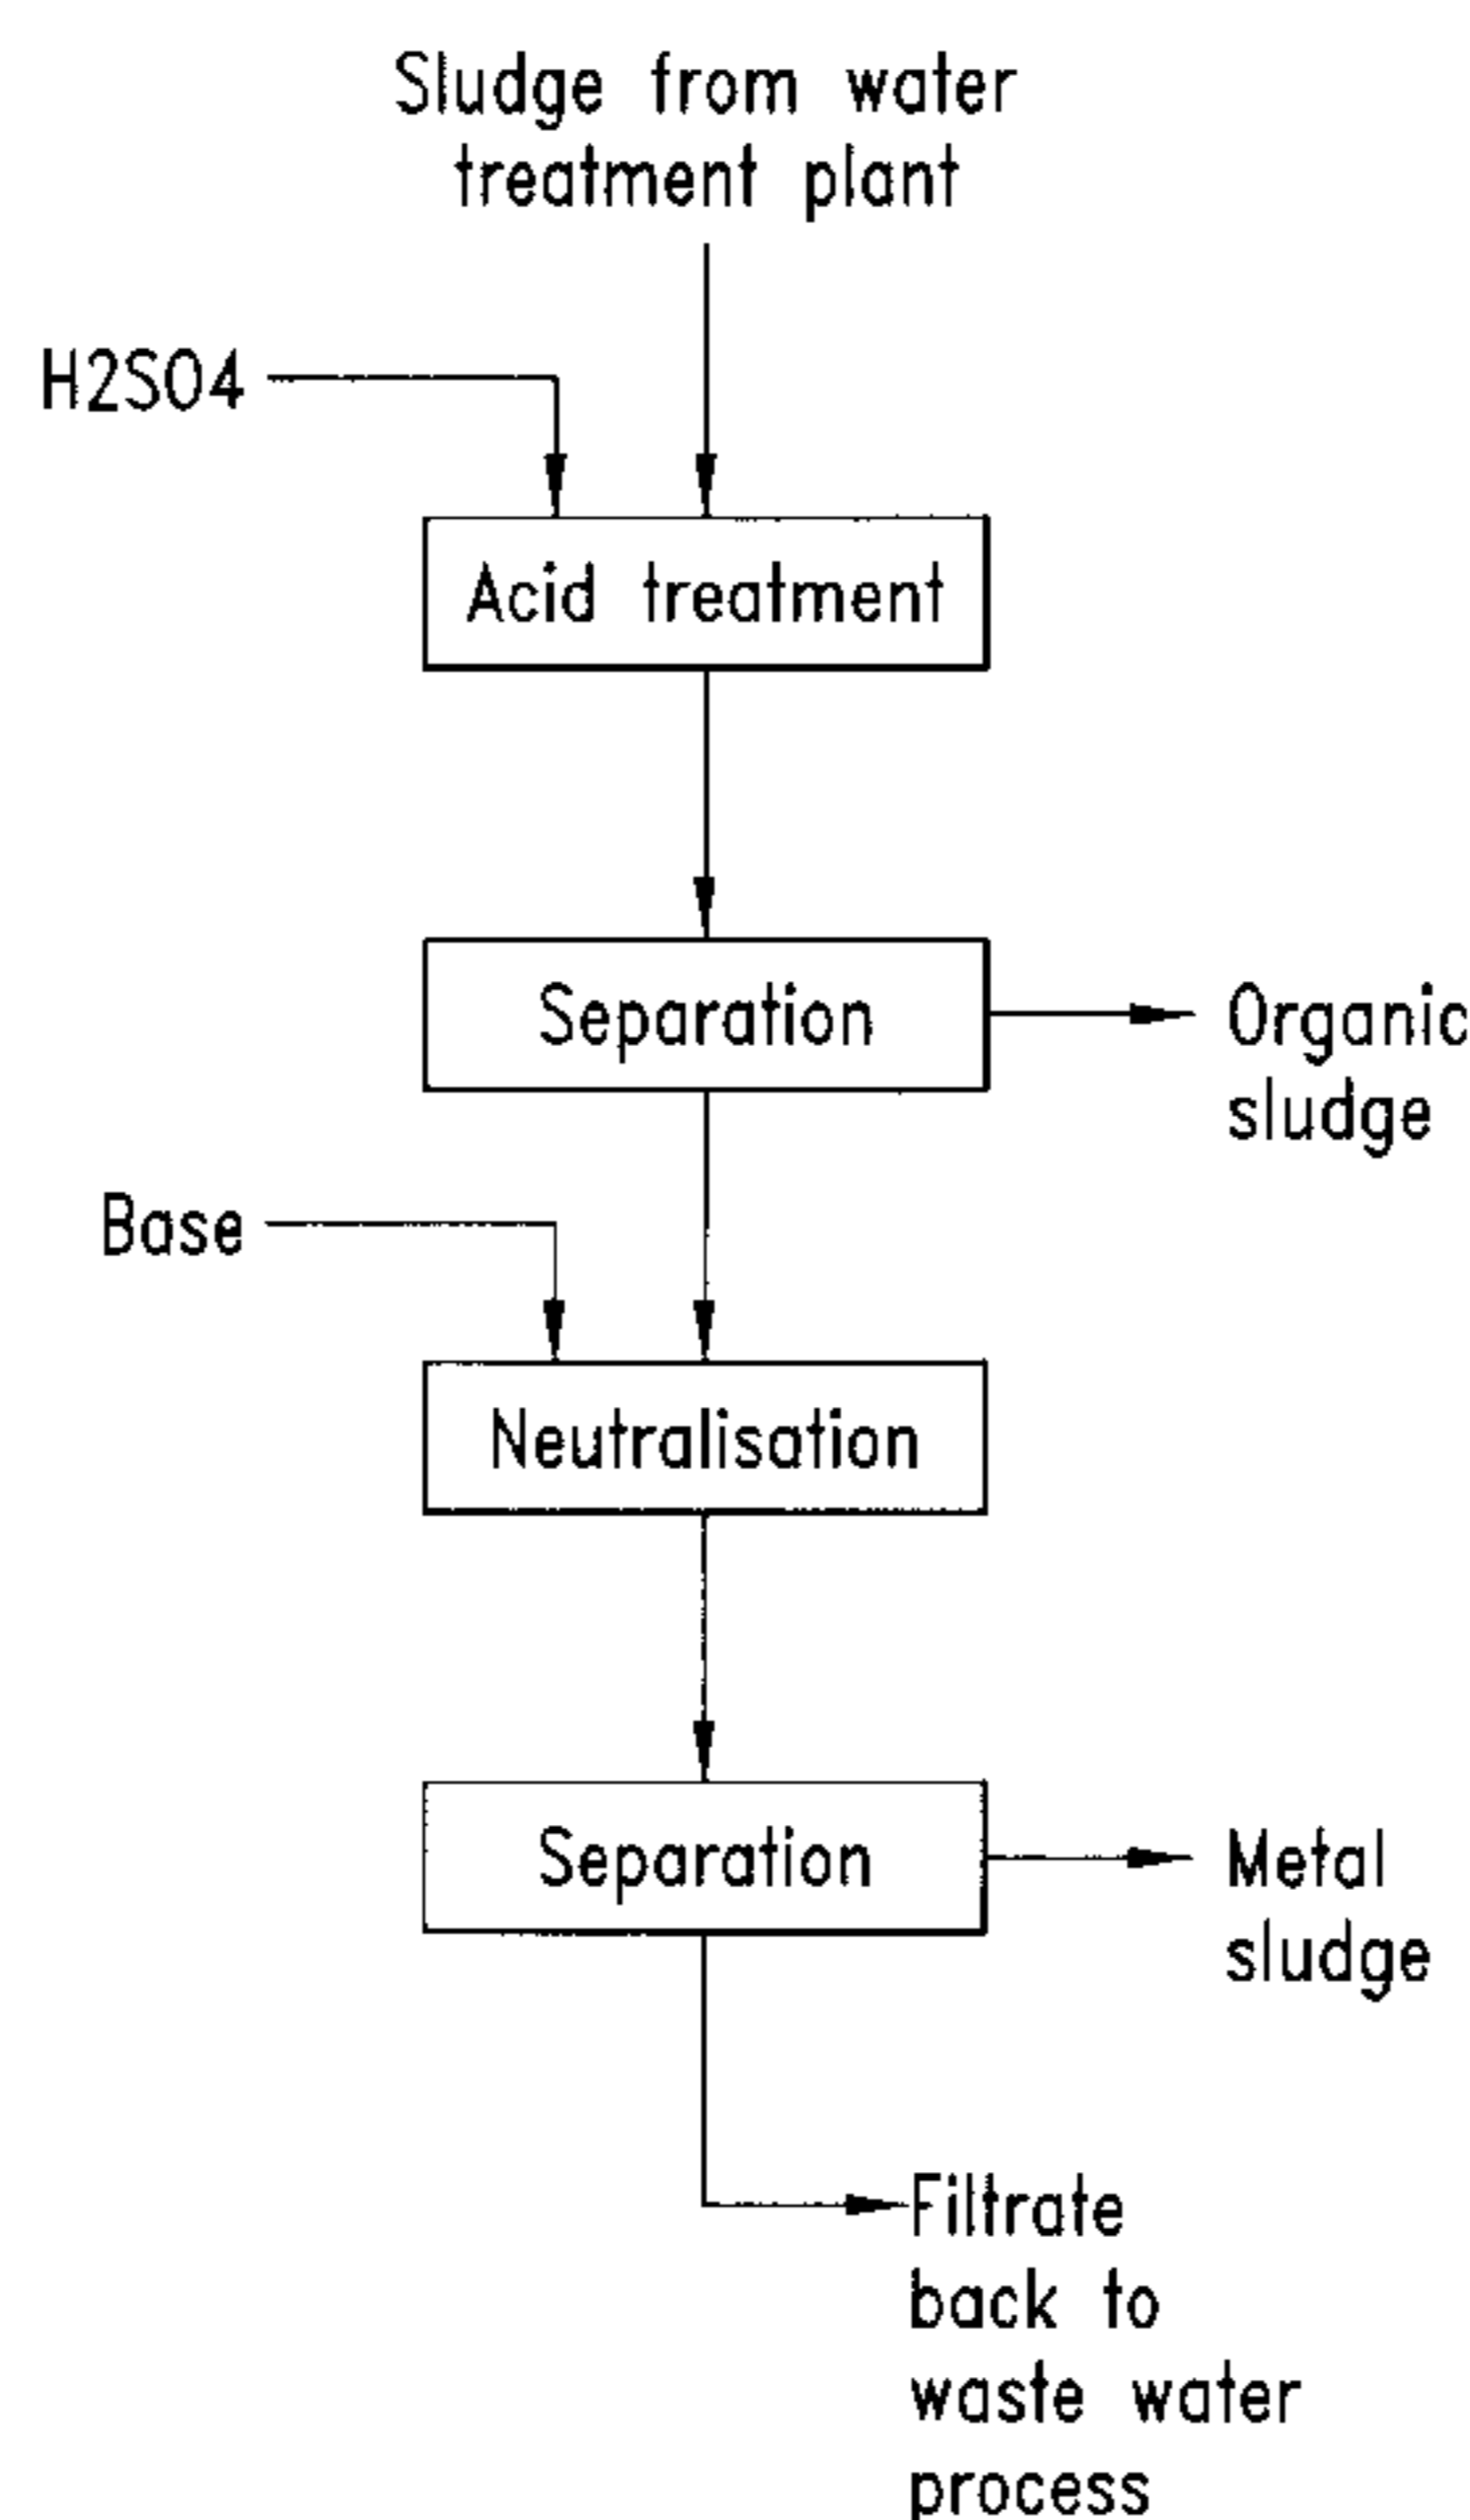 Sludge from water
treatment plant
H2SO4
Acid treatment
Separation
Organic
sludge
Base
Neutralisation
Separation
Metal
sludge
Filtrate
back to
waste water
process